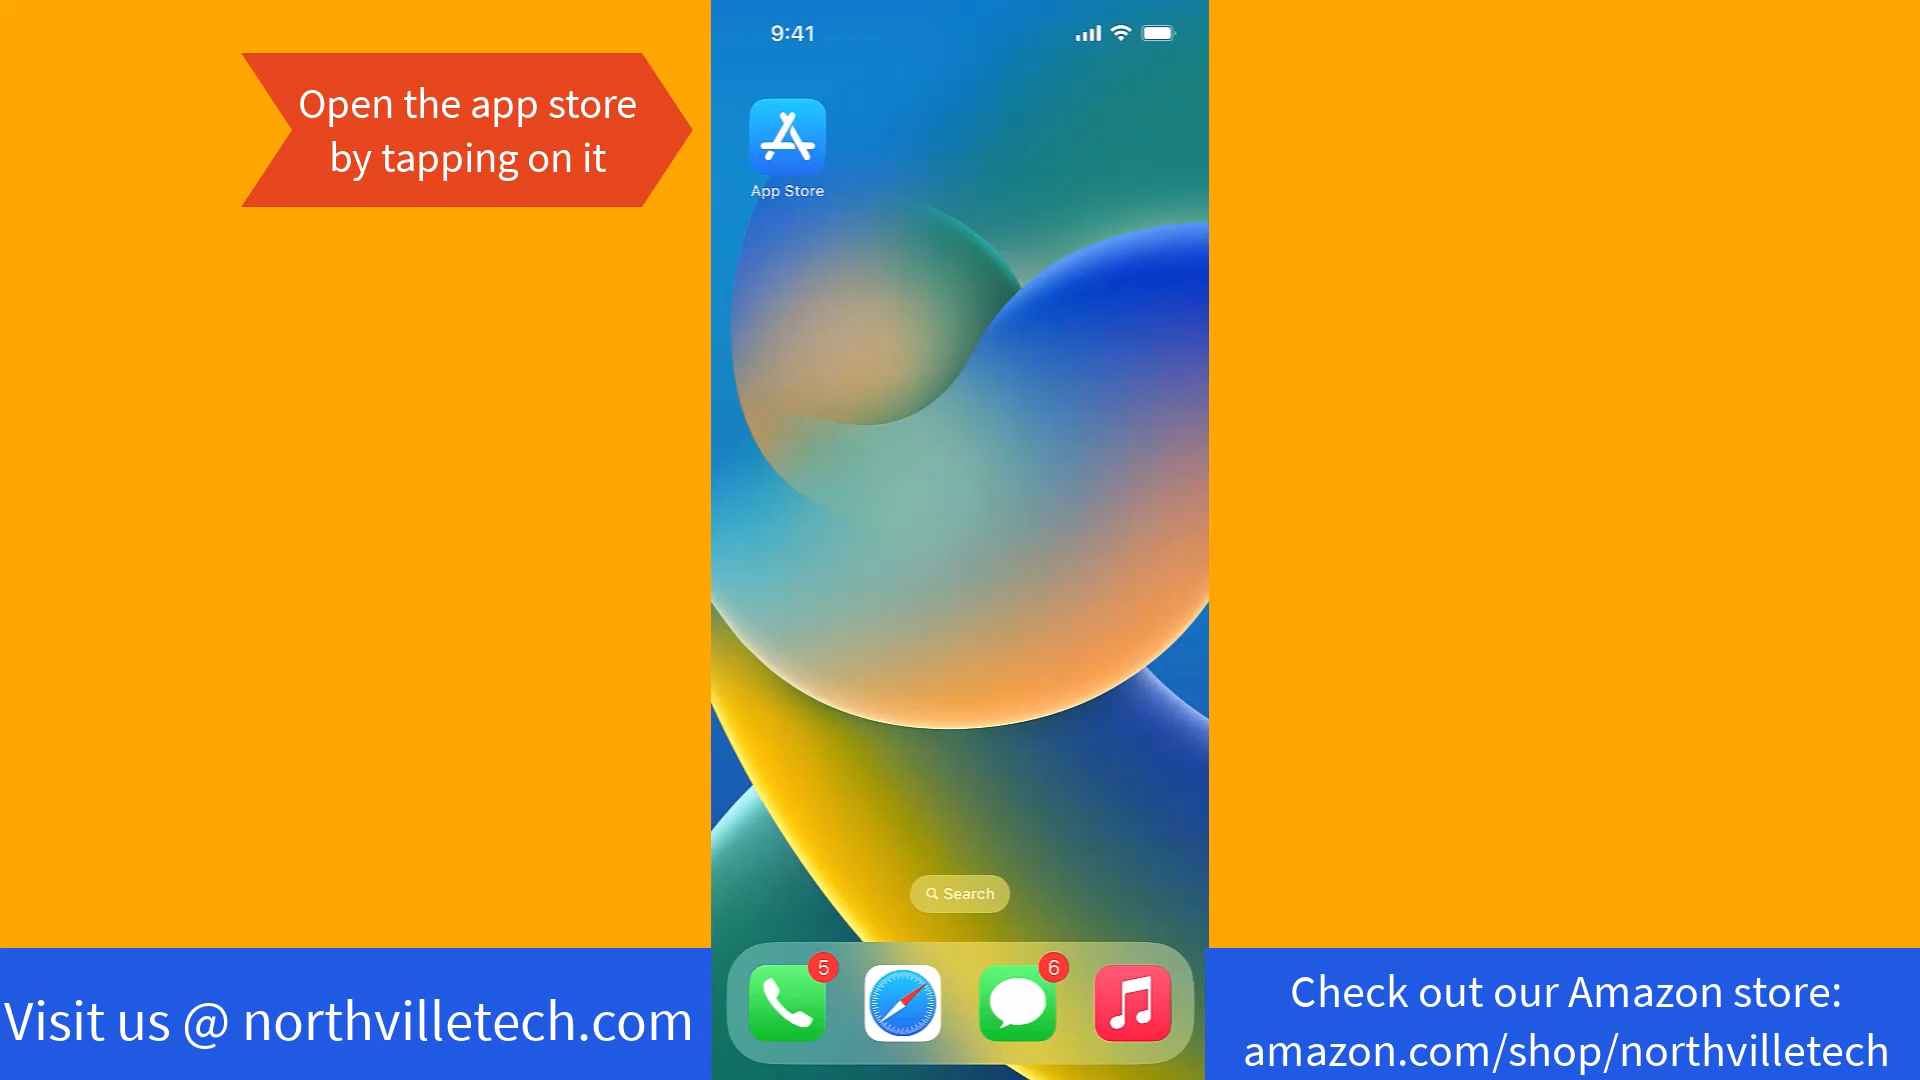 9:41
Open the app store
by tapping on it
App Store
Search
5
6
Visit us @ northvilletech.com
Check out our Amazon store:
amazon.com/shop/northvilletech